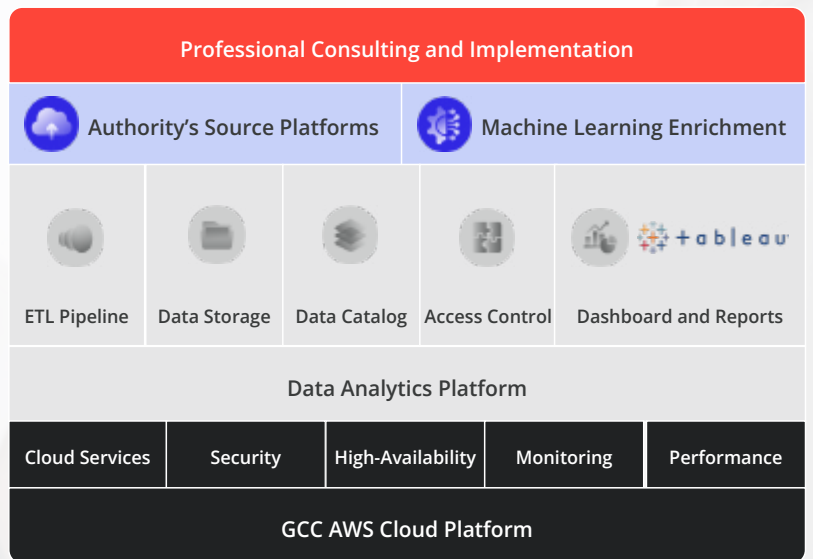 Professional Consulting and Implementation
Authority’s Source Platforms
Machine Learning Enrichment
+ableau
ETL Pipeline
Data Storage
Data Catalog
Access Control
Dashboard and Reports
Data Analytics Platform
Cloud Services
Security
High-Availability
Monitoring
Performance
GCC AWS Cloud Platform